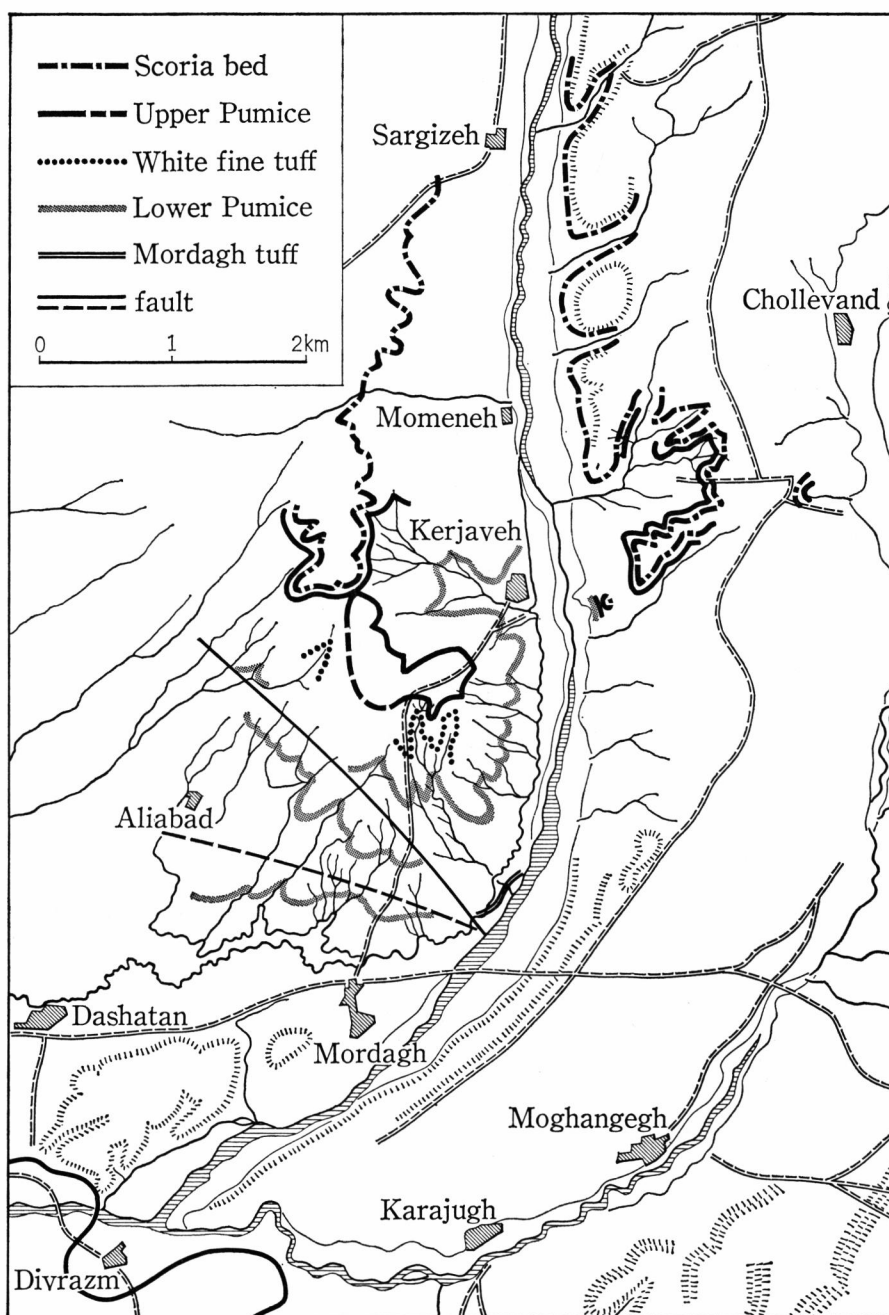 Scoria bed
Upper Pumice
White fine tuff
Lower Pumice
Mordagh tuff
fault
0 1 2km
Sargizeh
Chollevand
Momeneh
Kerjaveh
Aliabad
Dashatan
Mordagh
Moghangegh
Karajugh
Divrazm